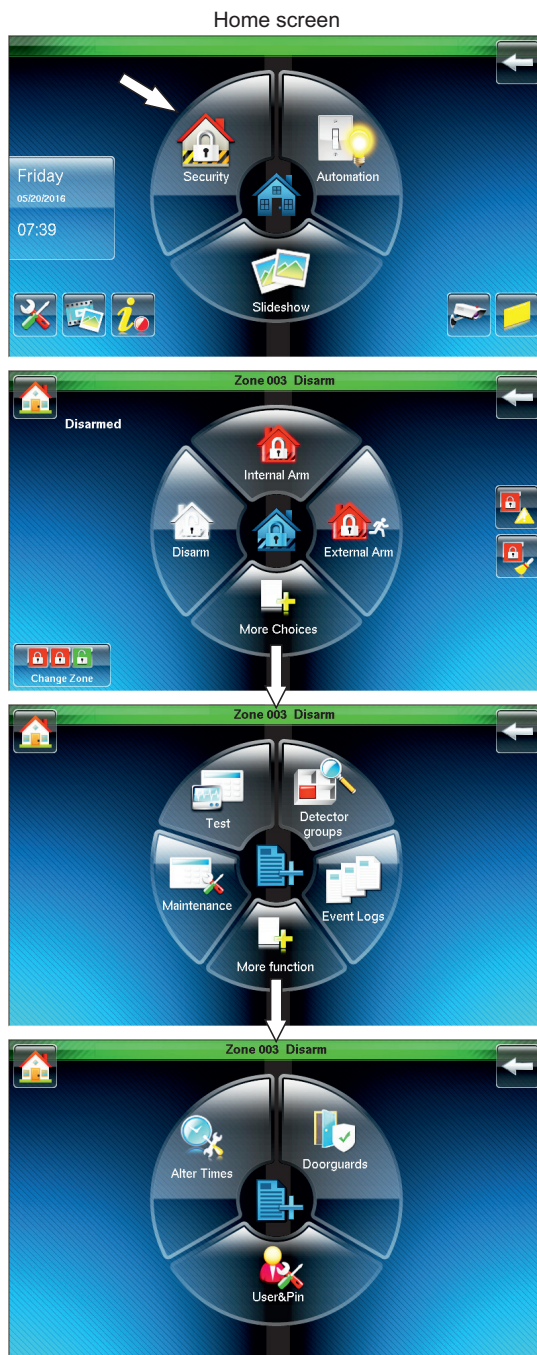 Home screen
Security
Automation
Friday
05/20/2016
07:39
Slideshow
Zone 003 Disarm
Disarmed
Internal Arm
Disarm
External Arm
More Choices
Change Zone
Zone 003 Disarm
Test
Detector
groups
Maintenance
Event Logs
More function
Zone 003 Disarm
Alter Times
Doorguards
User&Pin